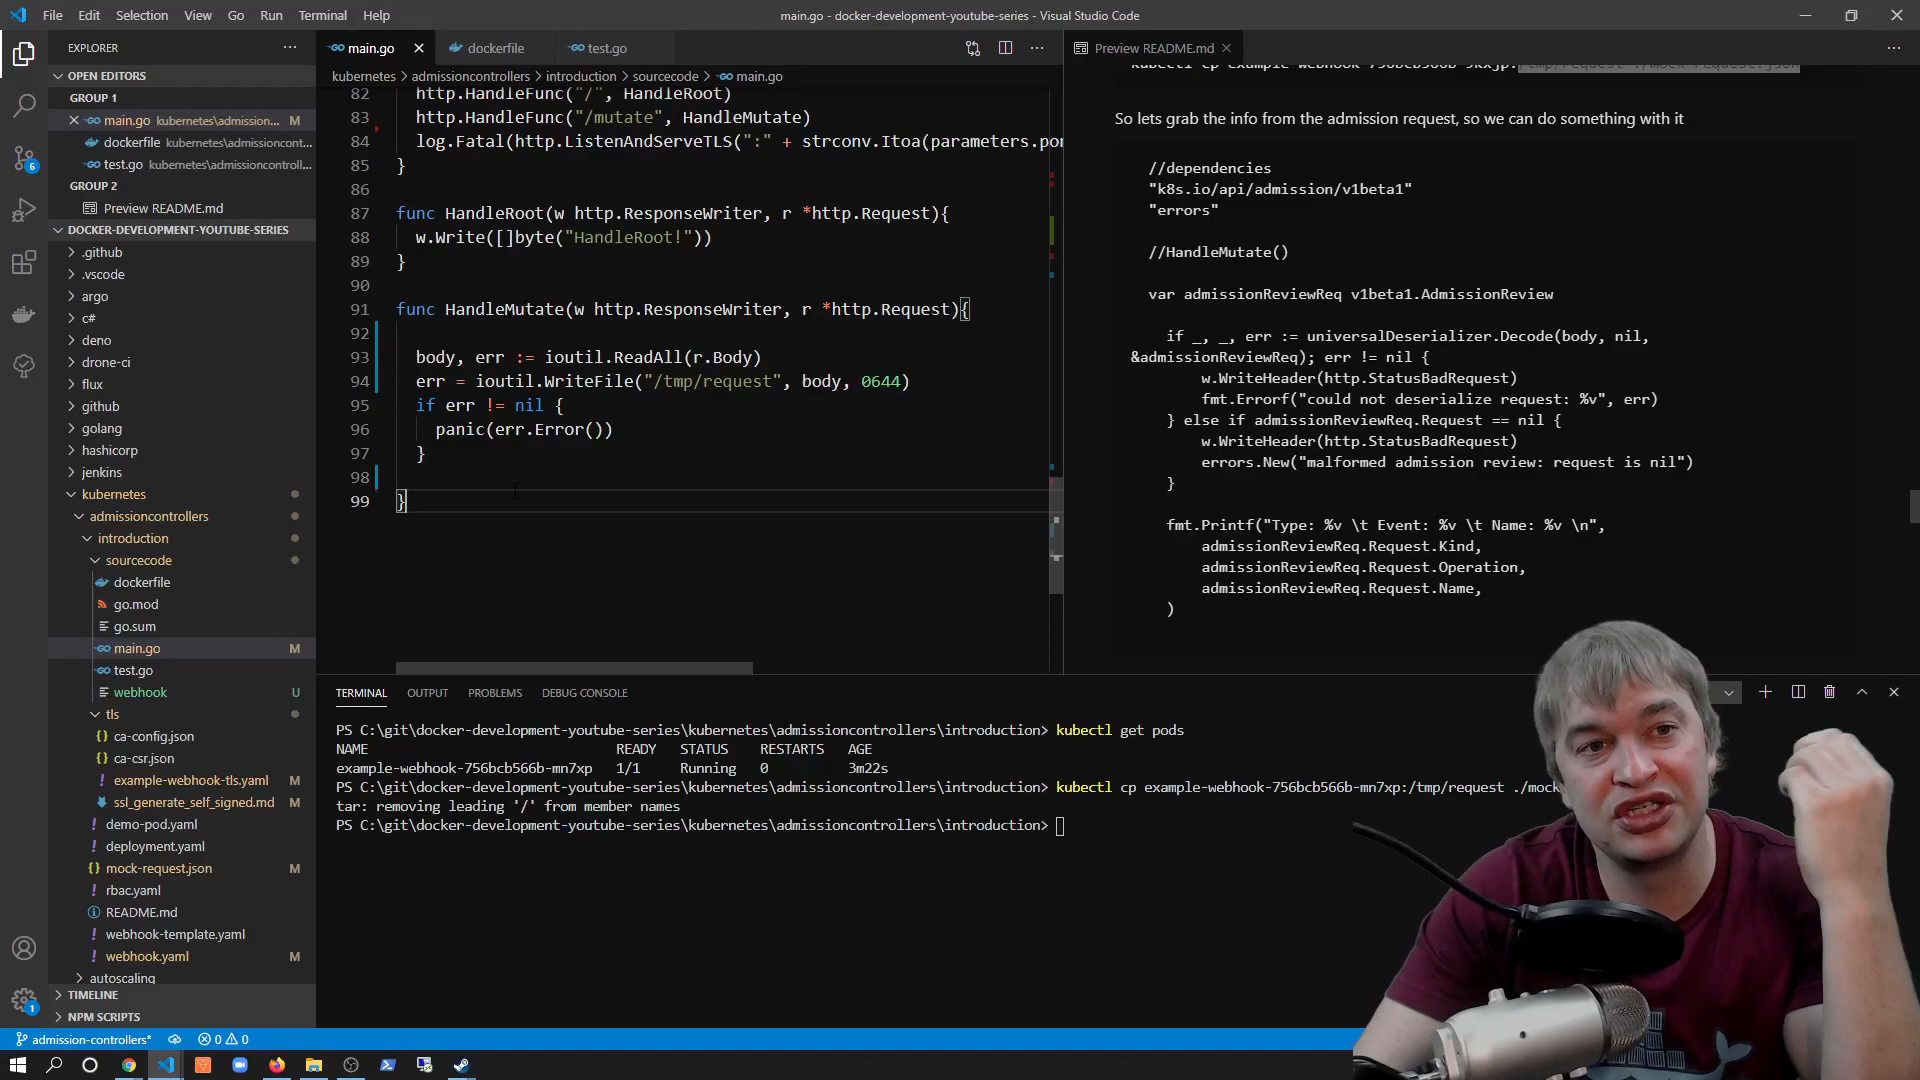 File Edit Selection View Go Run Terminal Help
main.go - docker-development-youtube-series - Visual Studio Code
EXPLORER
OPEN EDITORS
GROUP 1
main.go kubernetes\admission... M
dockerfile kubernetes\admissioncont...
test.go kubernetes\admissioncontroll...
GROUP 2
Preview README.md
DOCKER-DEVELOPMENT-YOUTUBE-SERIES
.github
.vscode
argo
c#
deno
drone-ci
flux
github
golang
hashicorp
jenkins
kubernetes
admissioncontrollers
introduction
sourcecode
dockerfile
go.mod
go.sum
main.go M
test.go
webhook U
tls
ca-config.json
ca-csr.json
example-webhook-tls.yaml M
ssl_generate_self_signed.md M
demo-pod.yaml
deployment.yaml
mock-request.json M
rbac.yaml
README.md
webhook-template.yaml
webhook.yaml M
autoscaling
TIMELINE
NPM SCRIPTS
6
1
main.go
dockerfile
test.go
kubernetes > admissioncontrollers > introduction > sourcecode > main.go
82 http.HandleFunc("/", HandleRoot)
83 http.HandleFunc("/mutate", HandleMutate)
84 log.Fatal(http.ListenAndServeTLS(":" + strconv.Itoa(parameters.por
85 }
86
87 func HandleRoot(w http.ResponseWriter, r *http.Request){
88 w.Write([]byte("HandleRoot!"))
89 }
90
91 func HandleMutate(w http.ResponseWriter, r *http.Request){
92
93 body, err := ioutil.ReadAll(r.Body)
94 err = ioutil.WriteFile("/tmp/request", body, 0644)
95 if err != nil {
96 panic(err.Error())
97 }
98
99 }
Preview README.md
kubectl cp example-webhook-756bcb566b-9kxjp:/tmp/request ./mock-request.json
So lets grab the info from the admission request, so we can do something with it
//dependencies
"k8s.io/api/admission/v1beta1"
"errors"
//HandleMutate()
var admissionReviewReq v1beta1.AdmissionReview
if _, _, err := universalDeserializer.Decode(body, nil,
&admissionReviewReq); err != nil {
w.WriteHeader(http.StatusBadRequest)
fmt.Errorf("could not deserialize request: %v", err)
} else if admissionReviewReq.Request == nil {
w.WriteHeader(http.StatusBadRequest)
errors.New("malformed admission review: request is nil")
}
fmt.Printf("Type: %v \t Event: %v \t Name: %v \n",
admissionReviewReq.Request.Kind,
admissionReviewReq.Request.Operation,
admissionReviewReq.Request.Name,
)
TERMINAL OUTPUT PROBLEMS DEBUG CONSOLE
PS C:\git\docker-development-youtube-series\kubernetes\admissioncontrollers\introduction> kubectl get pods
NAME READY STATUS RESTARTS AGE
example-webhook-756bcb566b-mn7xp 1/1 Running 0 3m22s
PS C:\git\docker-development-youtube-series\kubernetes\admissioncontrollers\introduction> kubectl cp example-webhook-756bcb566b-mn7xp:/tmp/request ./mock
tar: removing leading '/' from member names
PS C:\git\docker-development-youtube-series\kubernetes\admissioncontrollers\introduction>
admission-controllers* 0 0